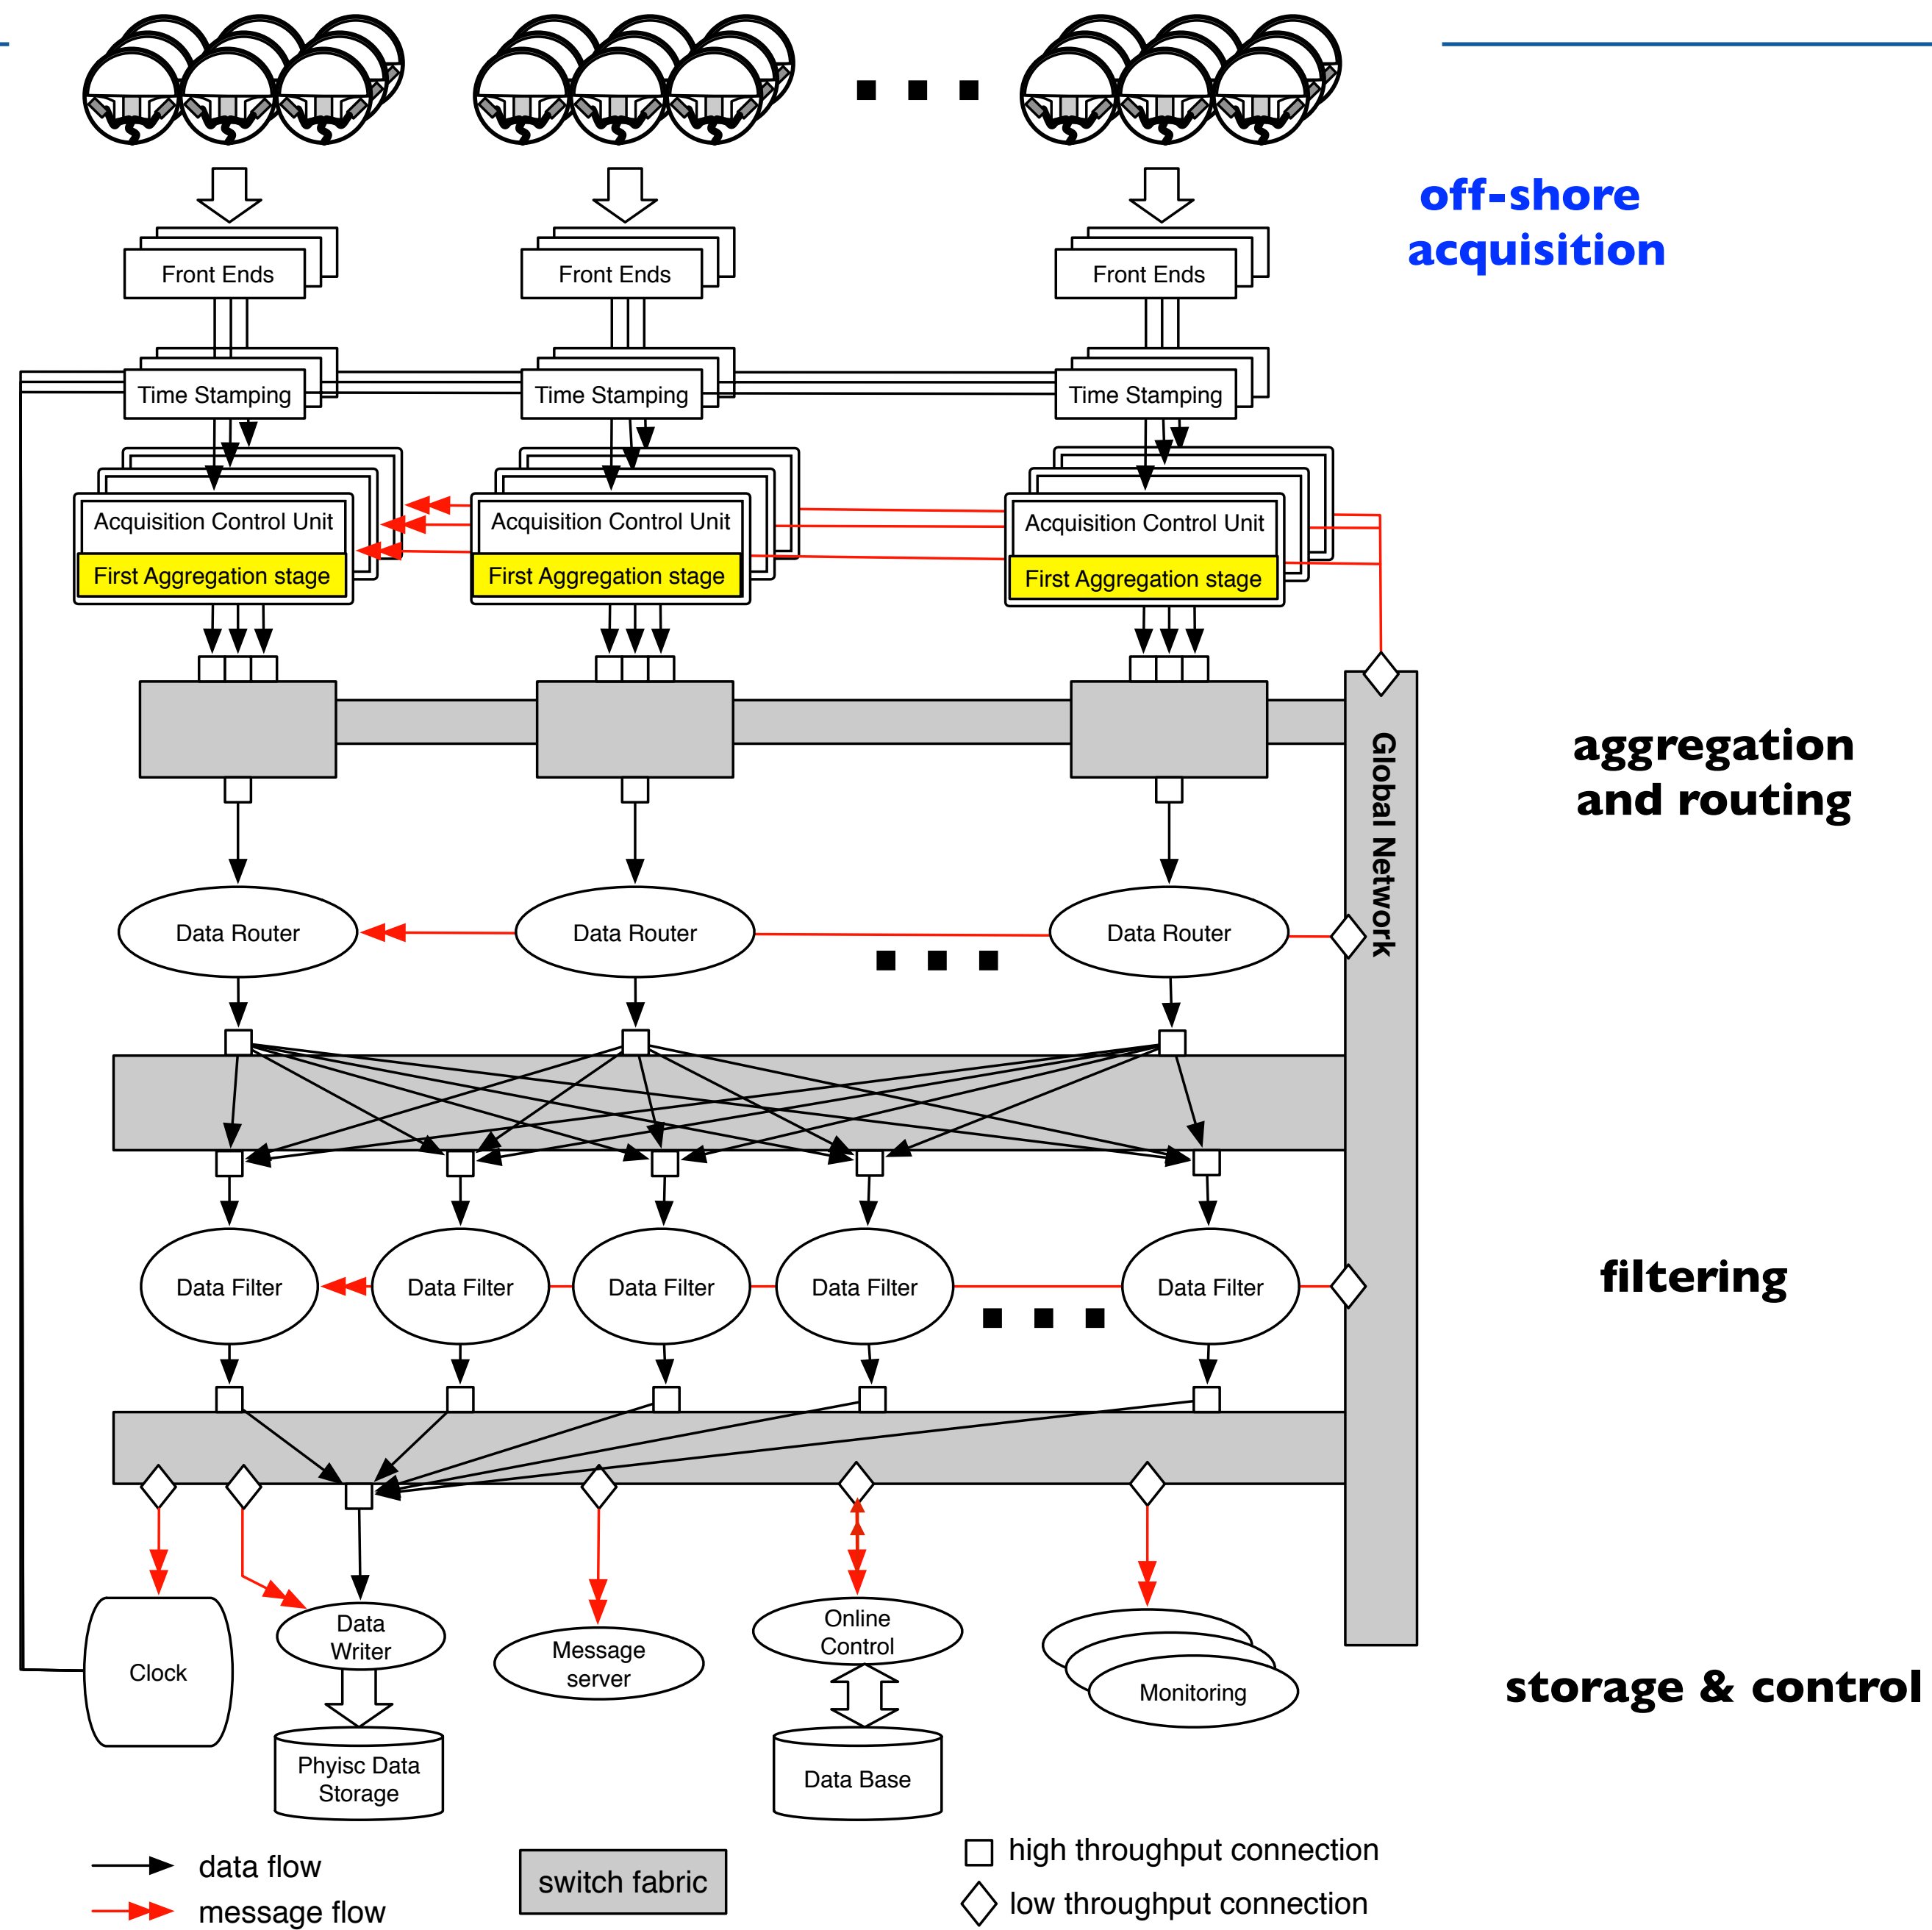 off-shore
acquisition
Front Ends
Front Ends
Front Ends
Time Stamping
Time Stamping
Time Stamping
Acquisition Control Unit
Acquisition Control Unit
Acquisition Control Unit
First Aggregation stage
First Aggregation stage
First Aggregation stage
Global Network
aggregation
and routing
Data Router
Data Router
Data Router
Data Filter
Data Filter
Data Filter
Data Filter
Data Filter
filtering
Clock
Data
Writer
Message
server
Online
Control
Monitoring
storage & control
Phyisc Data
Storage
Data Base
data flow
message flow
switch fabric
high throughput connection
low throughput connection